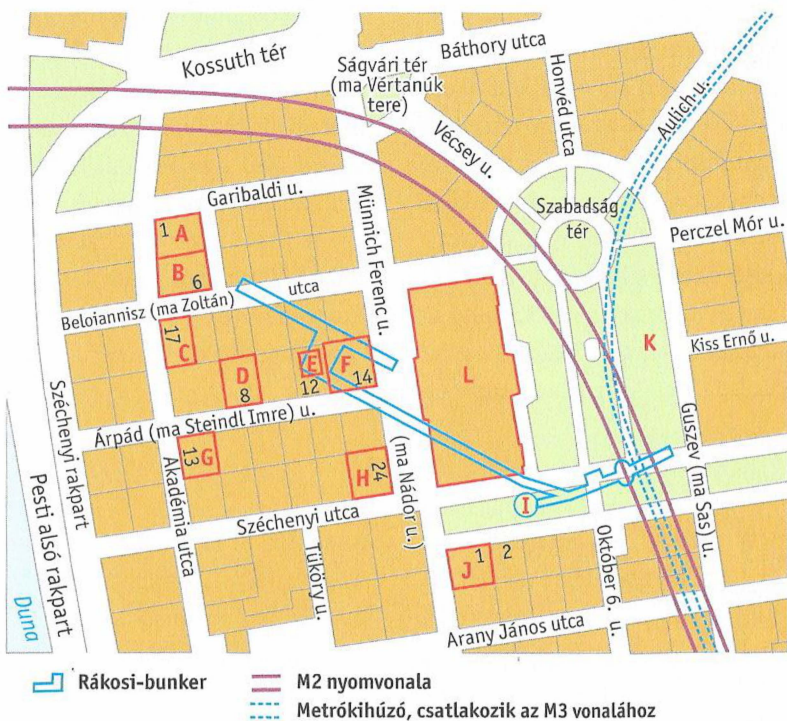 Kossuth tér
Báthory utca
Ságvári tér
(ma Vértanúk
tere)
Honvéd utca
Aulich u.
Vécsey u.
Garibaldi u.
Münnich Ferenc u.
Szabadság
tér
Perczel Mór u.
1 A
B 6
Beloiannisz (ma Zoltán) utca
17 C
D
8
E
12
F
14
L
K
Kiss Ernő u.
Árpád (ma Steindl Imre) u.
Széchenyi rakpart
Pesti alsó rakpart
Duna
Akadémia utca
13 G
H 24
(ma Nádor u.)
Guszev (ma Sas) u.
I
Széchenyi utca
Tüköry u.
J 1
2
Október 6. u.
Arany János utca
Rákosi-bunker
M2 nyomvonala
Metrókihúzó, csatlakozik az M3 vonalához